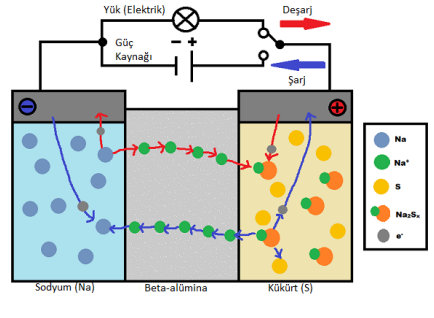 Yük (Elektrik)
Deşarj
Güç
Kaynağı
- +
Şarj
-
+
Na
Na⁺
S
Na₂Sₓ
e⁻
Sodyum (Na)
Beta-alümina
Kükürt (S)